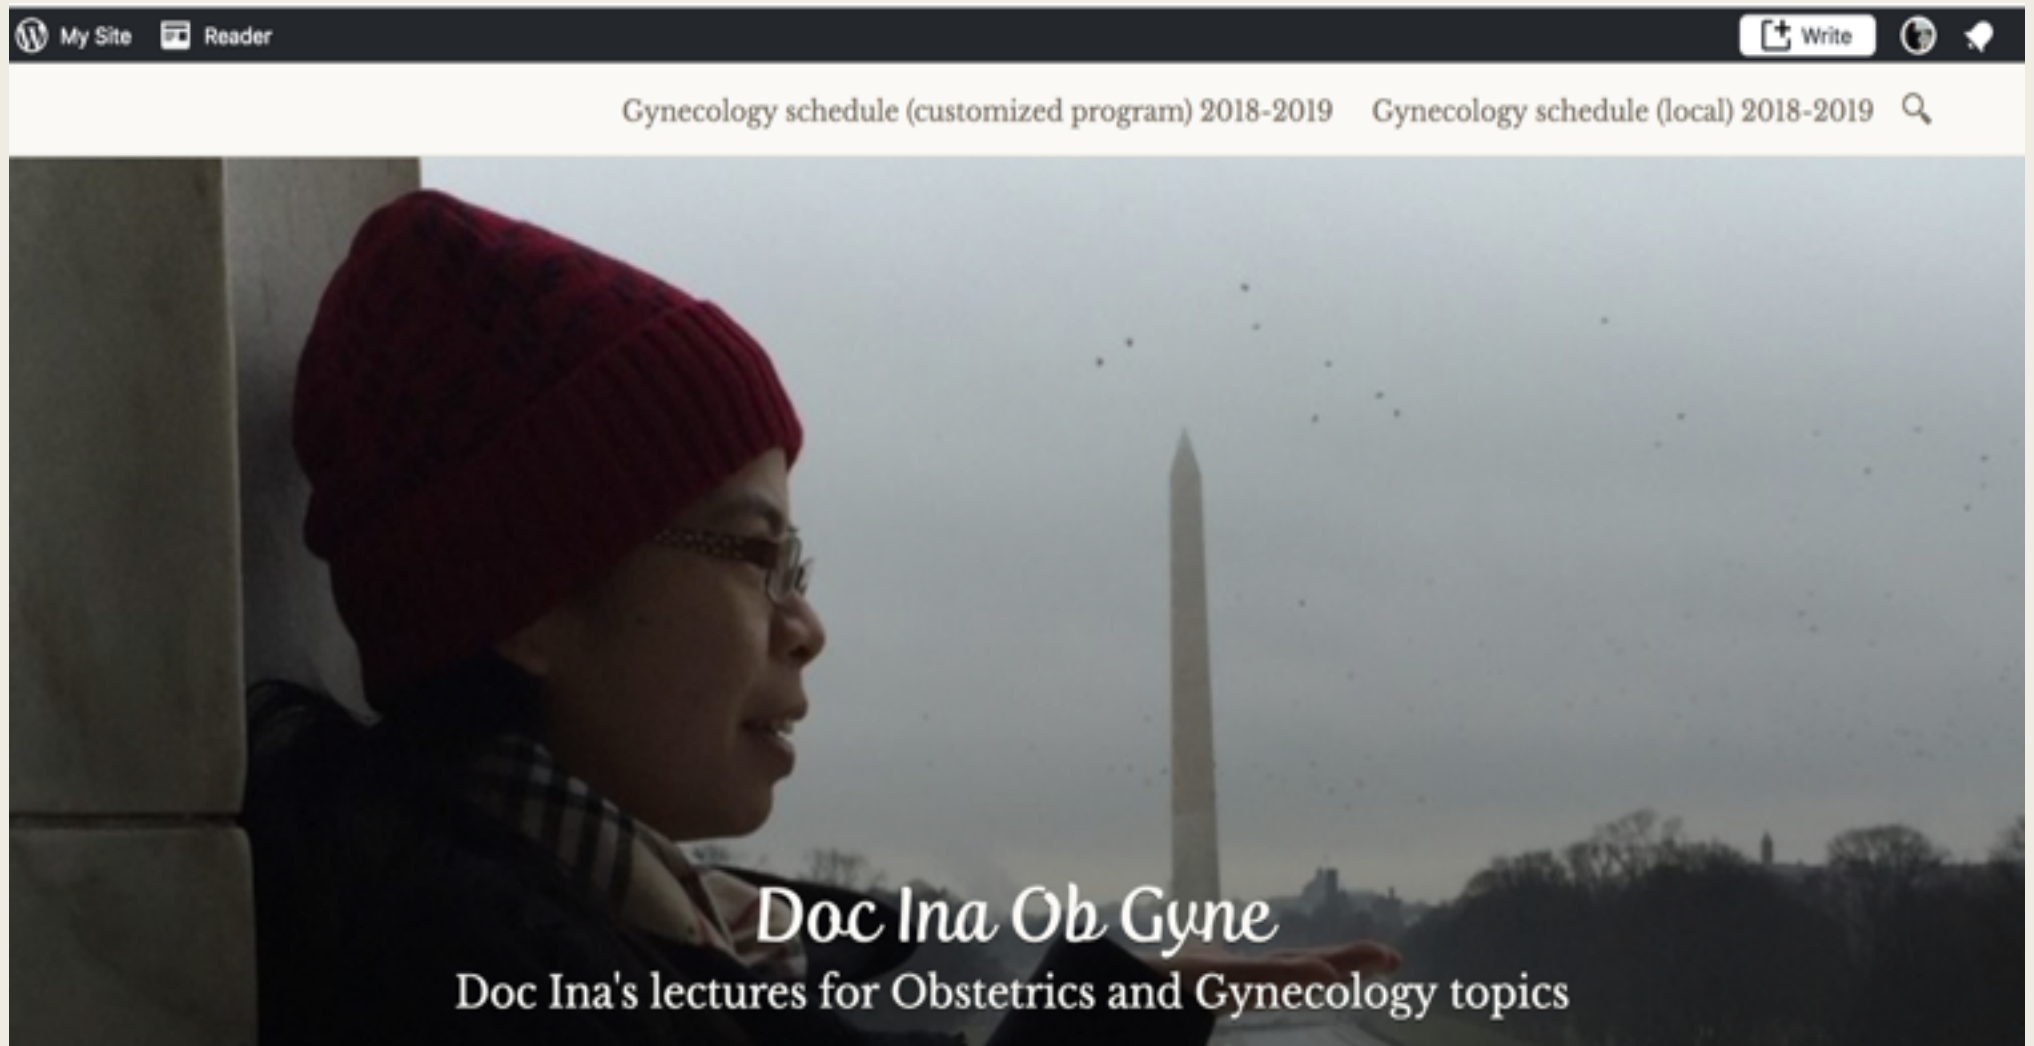 My Site Reader Write
Gynecology schedule (customized program) 2018-2019 Gynecology schedule (local) 2018-2019
Doc Ina Ob Gyne
Doc Ina's lectures for Obstetrics and Gynecology topics